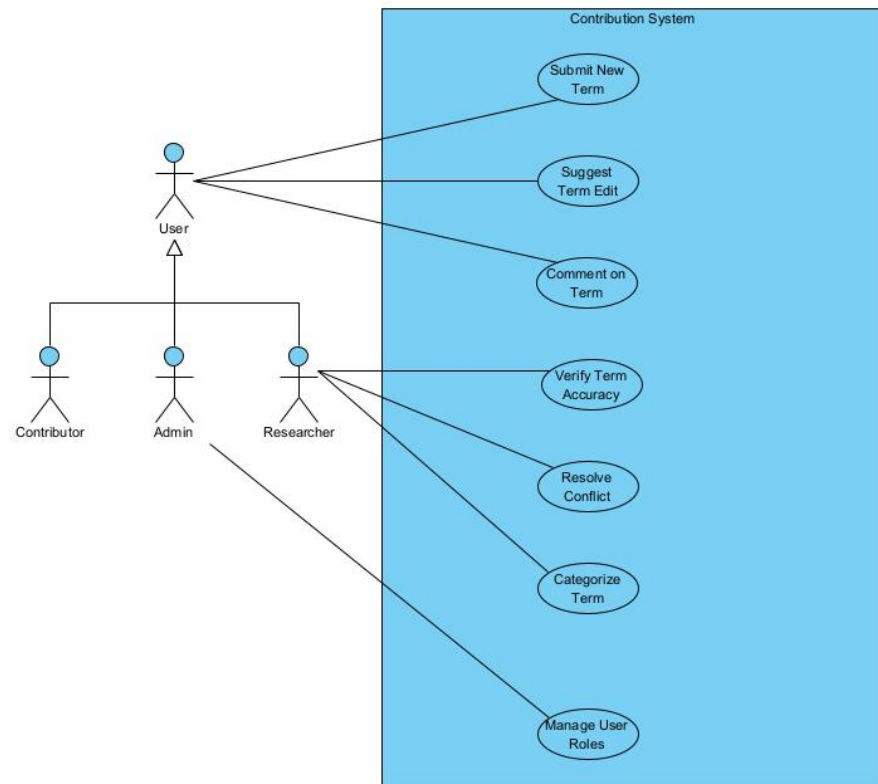 Contribution System
Submit New
Term
Suggest
Term Edit
User
Comment on
Term
Contributor
Admin
Researcher
Verify Term
Accuracy
Resolve
Conflict
Categorize
Term
Manage User
Roles